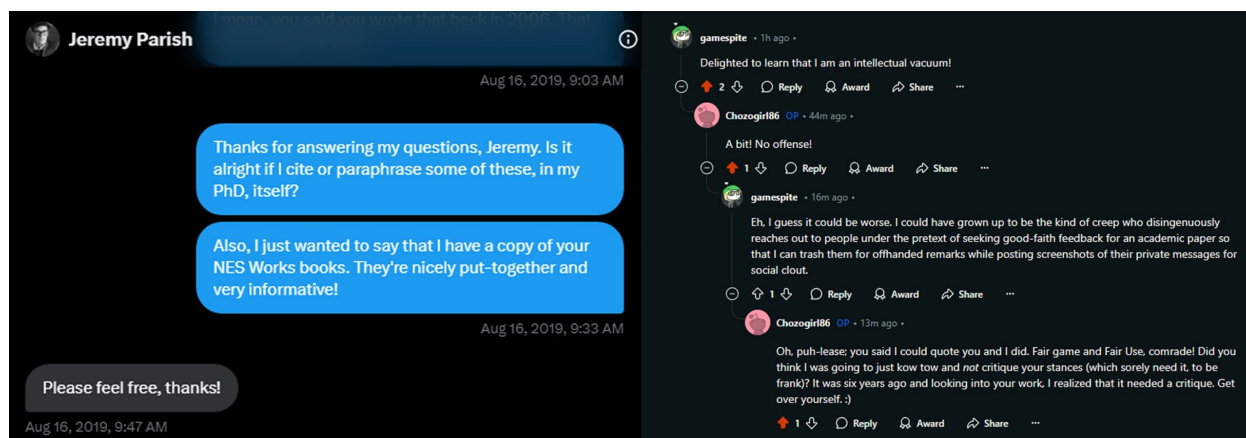 I mean, you said you wrote that back in 2006. That
Jeremy Parish
Aug 16, 2019, 9:03 AM
Thanks for answering my questions, Jeremy. Is it
alright if I cite or paraphrase some of these, in my
PhD, itself?
Also, I just wanted to say that I have a copy of your
NES Works books. They're nicely put-together and
very informative!
Aug 16, 2019, 9:33 AM
Please feel free, thanks!
Aug 16, 2019, 9:47 AM
gamespite • 1h ago •
Delighted to learn that I am an intellectual vacuum!
2 Reply Award Share ...
Chozogirl86 OP • 44m ago •
A bit! No offense!
1 Reply Award Share ...
gamespite • 16m ago •
Eh, I guess it could be worse. I could have grown up to be the kind of creep who disingenuously
reaches out to people under the pretext of seeking good-faith feedback for an academic paper so
that I can trash them for offhanded remarks while posting screenshots of their private messages for
social clout.
1 Reply Award Share ...
Chozogirl86 OP • 13m ago •
Oh, puh-lease; you said I could quote you and I did. Fair game and Fair Use, comrade! Did you
think I was going to just kow tow and not critique your stances (which sorely need it, to be
frank)? It was six years ago and looking into your work, I realized that it needed a critique. Get
over yourself. :)
1 Reply Award Share ...